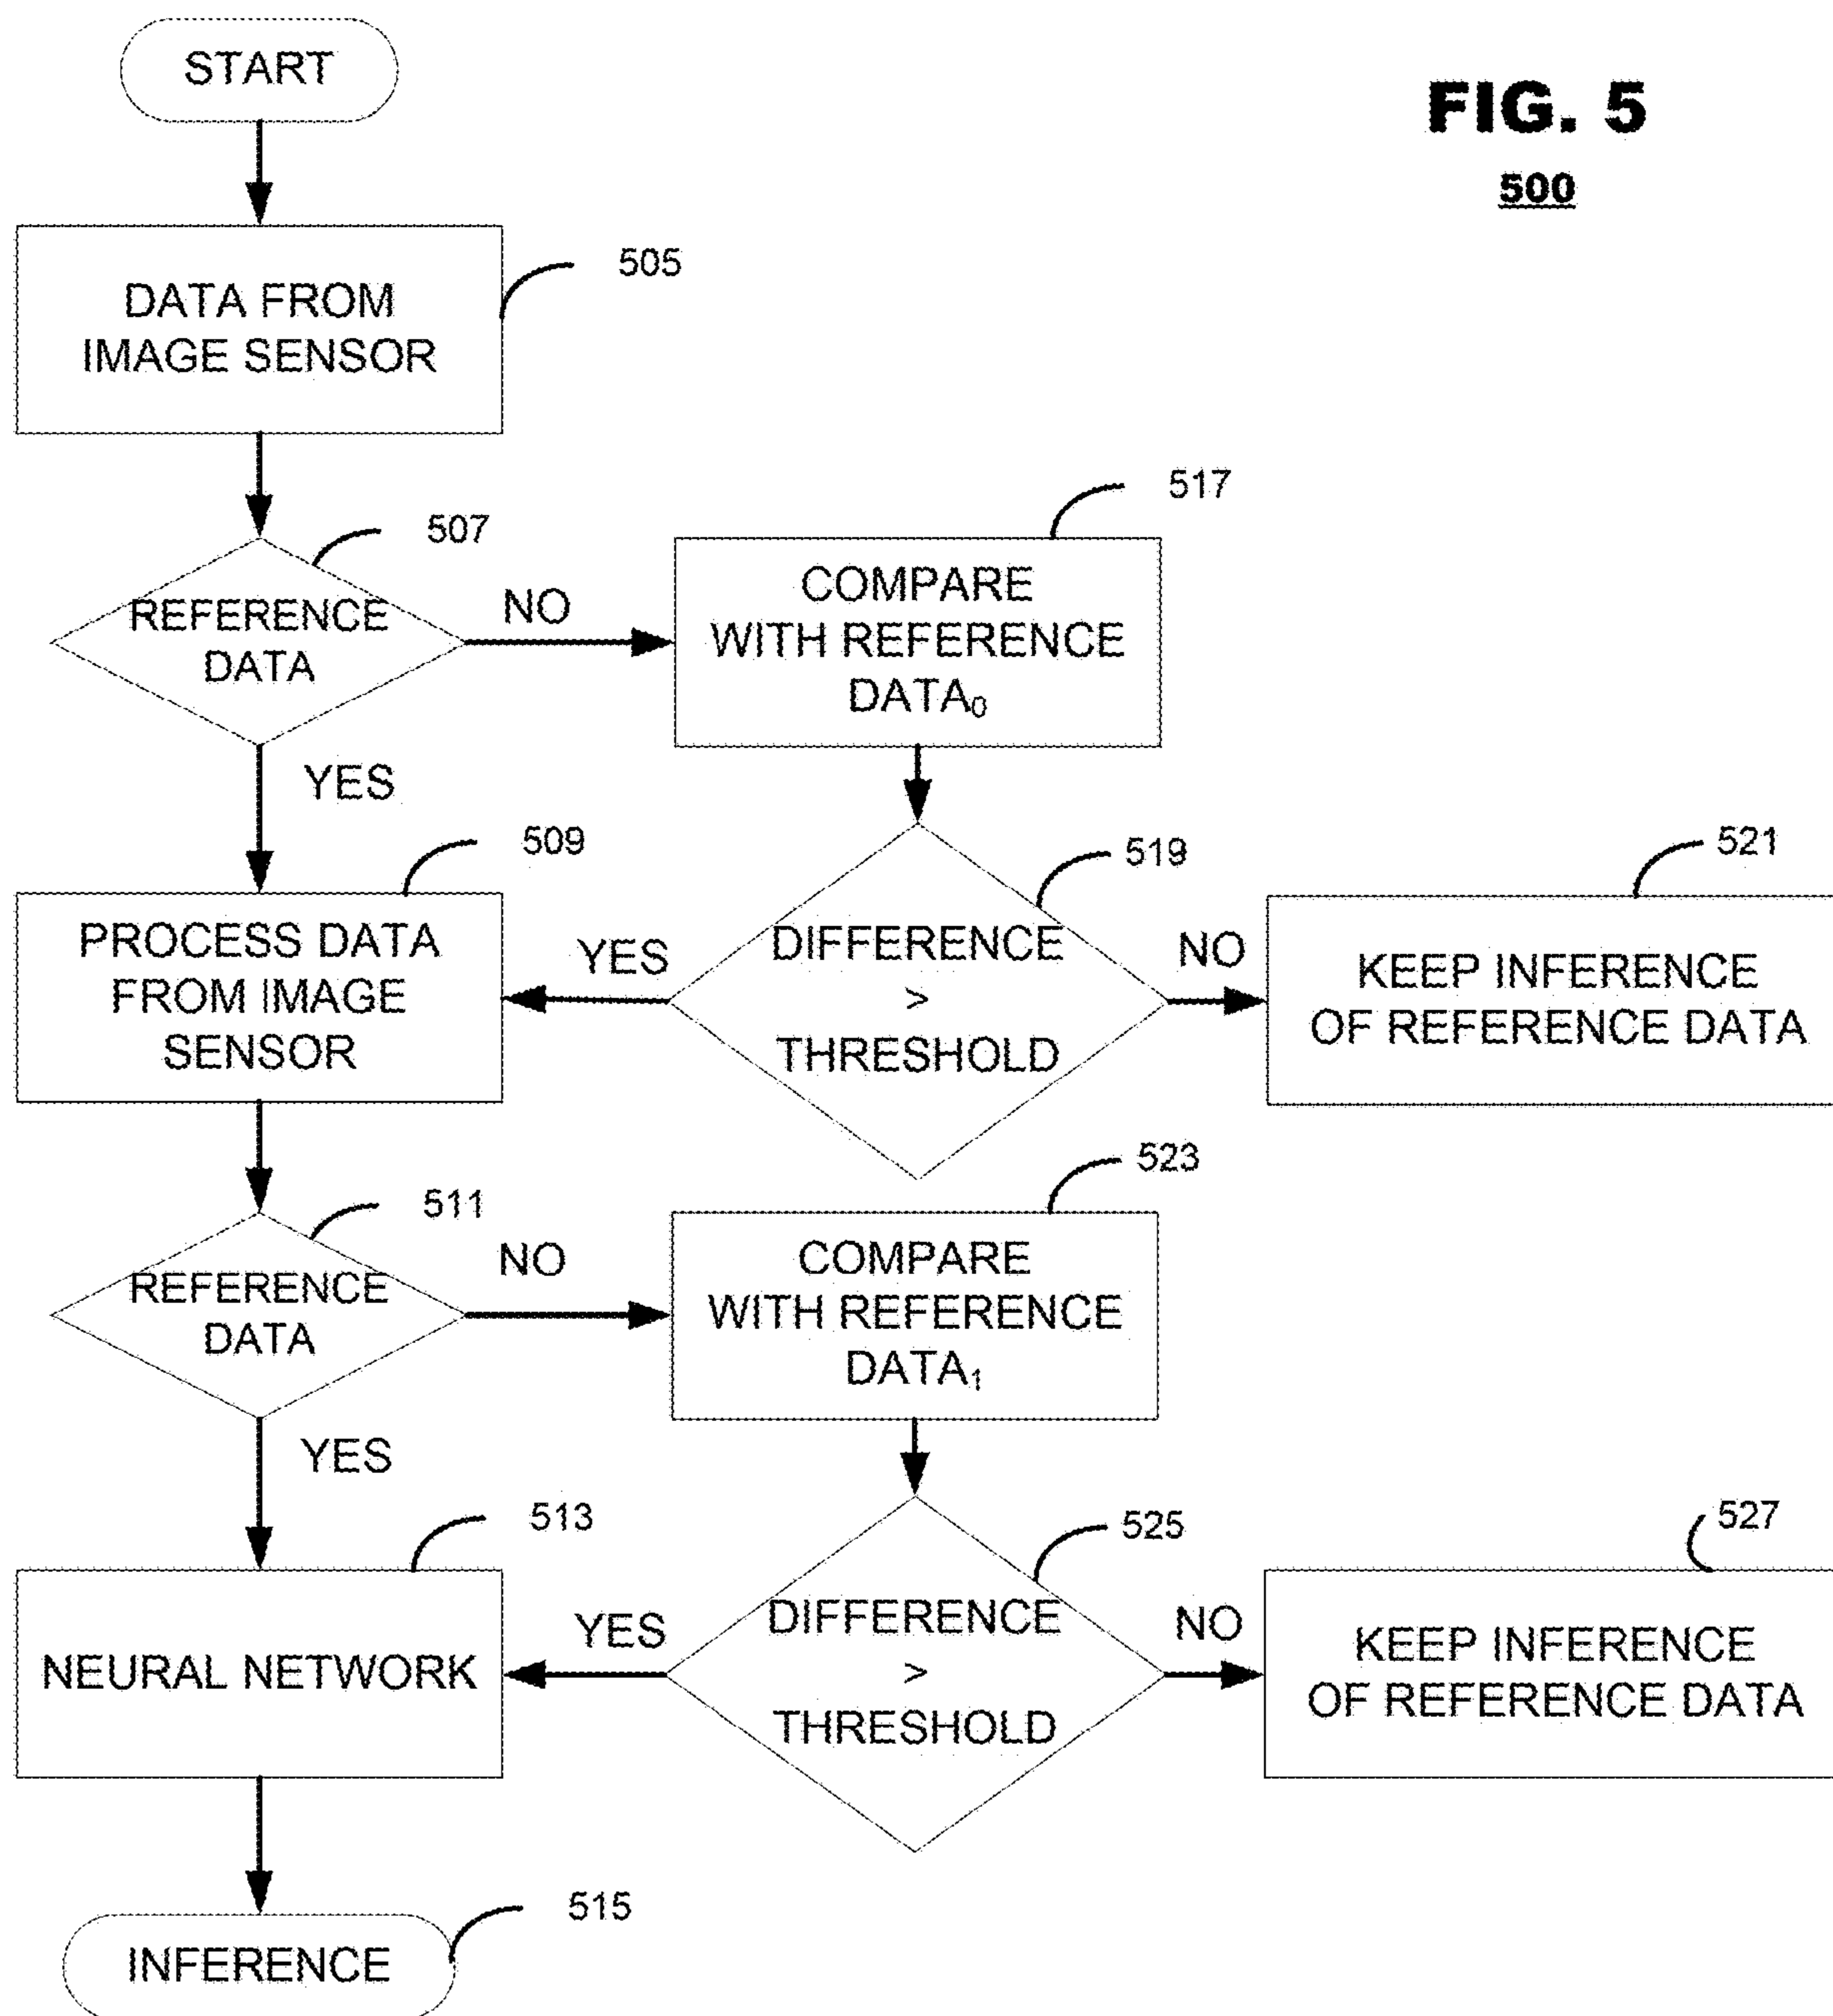 START
FIG. 5
500
505
DATA FROM
IMAGE SENSOR
507
REFERENCE
DATA
NO
YES
517
COMPARE
WITH REFERENCE
DATA₀
509
PROCESS DATA
FROM IMAGE
SENSOR
YES
519
DIFFERENCE
>
THRESHOLD
NO
521
KEEP INFERENCE
OF REFERENCE DATA
511
REFERENCE
DATA
NO
YES
523
COMPARE
WITH REFERENCE
DATA₁
513
NEURAL NETWORK
YES
525
DIFFERENCE
>
THRESHOLD
NO
527
KEEP INFERENCE
OF REFERENCE DATA
515
INFERENCE